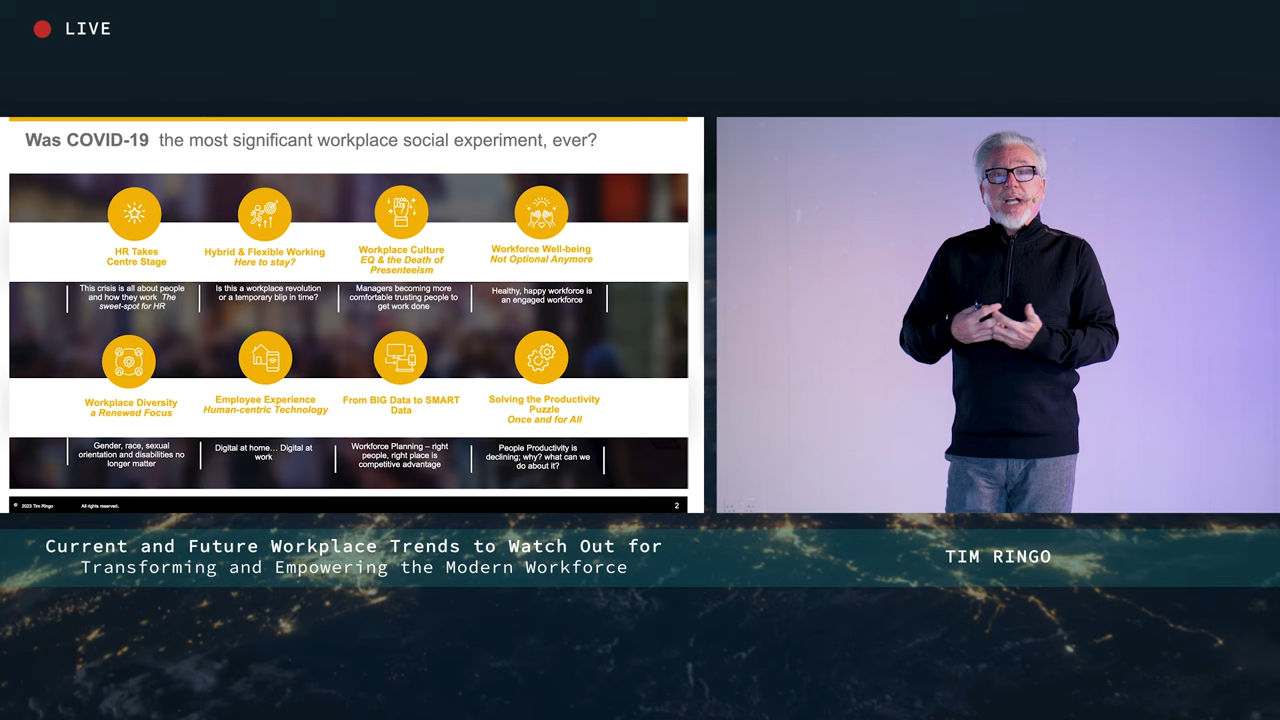 LIVE
Was COVID-19 the most significant workplace social experiment, ever?
HR Takes
Centre Stage
Hybrid & Flexible Working
Here to stay?
Workplace Culture
EQ & the Death of
Presenteeism
Workforce Well-being
Not Optional Anymore
This crisis is all about people
and how they work The
sweet-spot for HR
Is this a workplace revolution
or a temporary blip in time?
Managers becoming more
comfortable trusting people to
get work done
Healthy, happy workforce is
an engaged workforce
Workplace Diversity
a Renewed Focus
Employee Experience
Human-centric Technology
From BIG Data to SMART
Data
Solving the Productivity
Puzzle
Once and for All
Gender, race, sexual
orientation and disabilities no
longer matter
Digital at home... Digital at
work
Workforce Planning – right
people, right place is
competitive advantage
People Productivity is
declining; why? what can we
do about it?
© 2023 Tim Ringo All rights reserved.
2
Current and Future Workplace Trends to Watch Out for
Transforming and Empowering the Modern Workforce
TIM RINGO